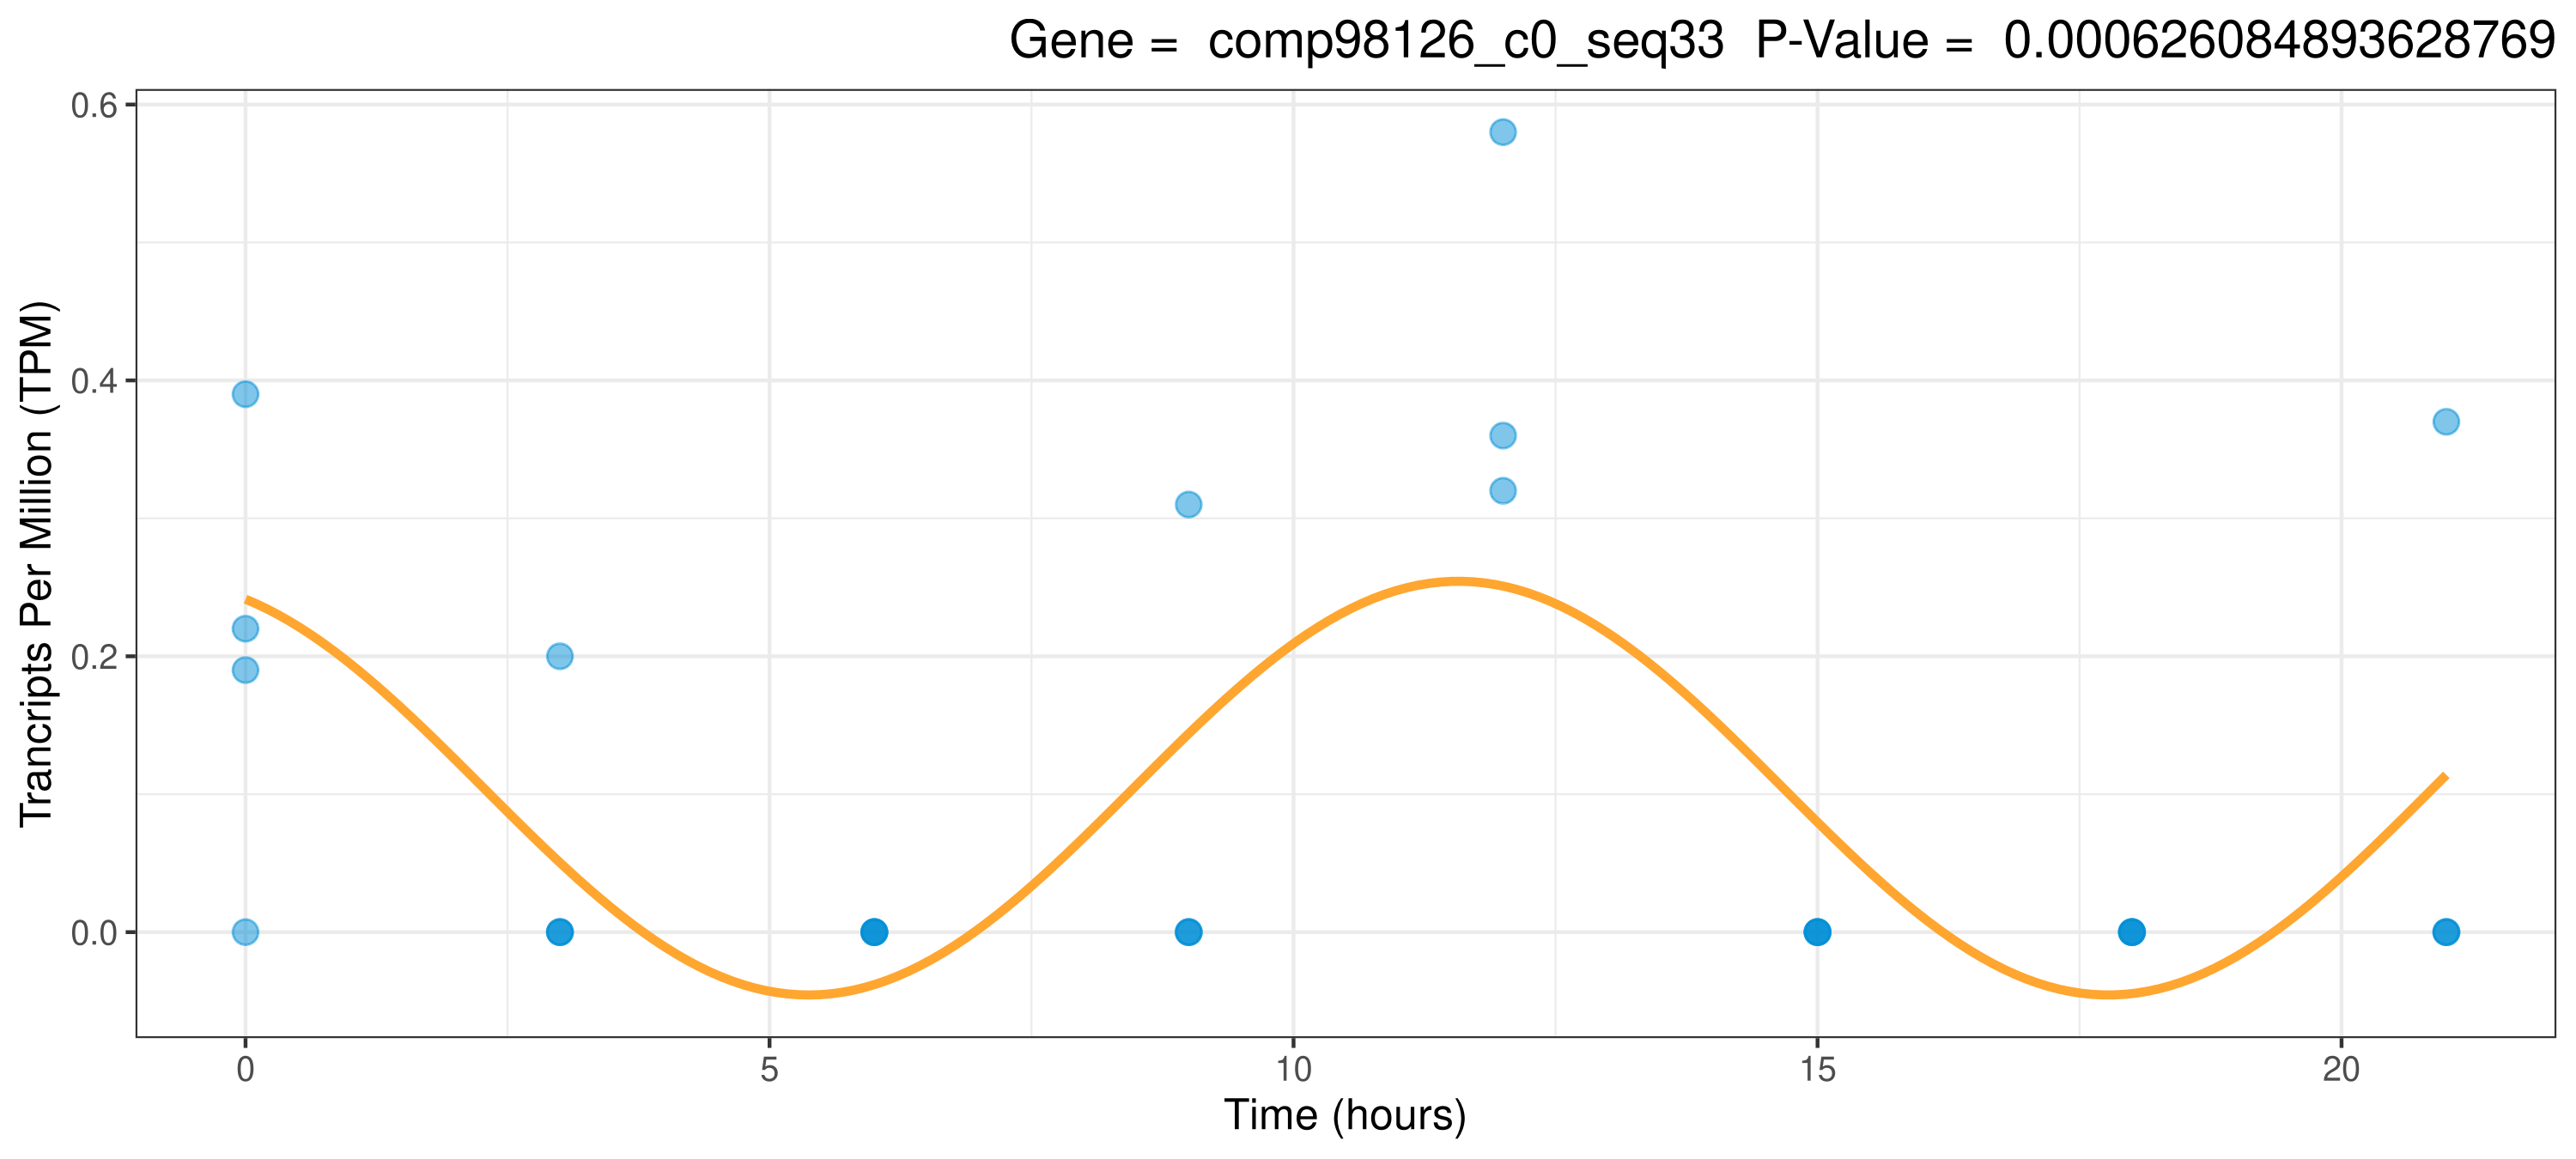 Gene =  comp98126_c0_seq33  P-Value =  0.000626084893628769
Trancripts Per Million (TPM)
0.6
0.4
0.2
0.0
0 5 10 15 20
Time (hours)